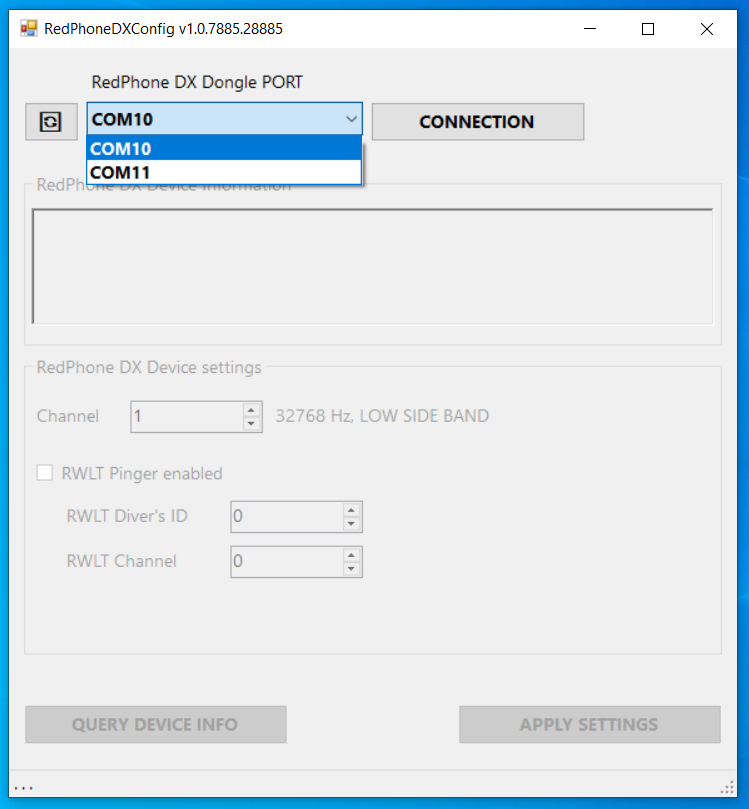 RedPhoneDXConfig v1.0.7885.28885
RedPhone DX Dongle PORT
COM10
CONNECTION
COM10
COM11
RedPhone DX Device Information
RedPhone DX Device settings
Channel 1 32768 Hz, LOW SIDE BAND
RWLT Pinger enabled
RWLT Diver's ID 0
RWLT Channel 0
QUERY DEVICE INFO APPLY SETTINGS
...